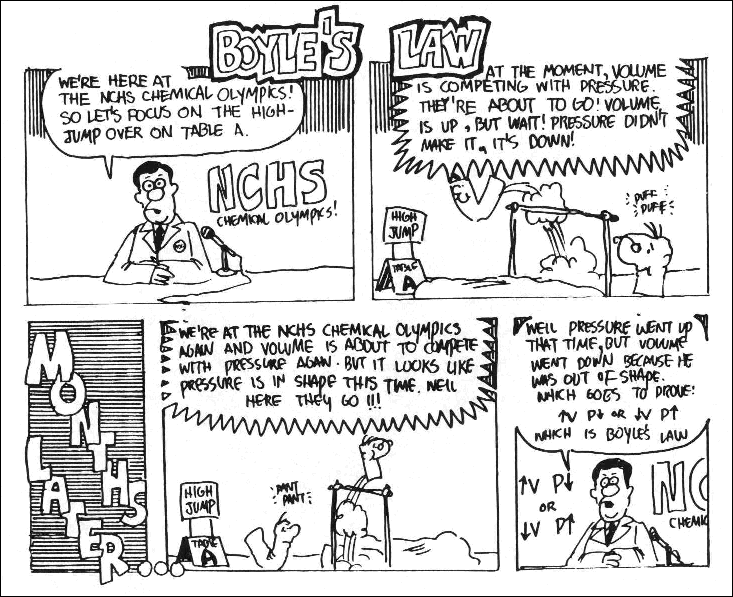 BOYLE'S LAW
WE'RE HERE AT
THE NCHS CHEMICAL OLYMPICS!
SO LET'S FOCUS ON THE HIGH-
JUMP OVER ON TABLE A.
NCHS
CHEMICAL OLYMPICS!
AT THE MOMENT, VOLUME
IS COMPETING WITH PRESSURE.
THEY'RE ABOUT TO GO! VOLUME
IS UP, BUT WAIT! PRESSURE DIDN'T
MAKE IT, IT'S DOWN!
HIGH
JUMP
TABLE
A
PUFF
PUFF
MONTHS
LATER...
WE'RE AT THE NCHS CHEMICAL OLYMPICS
AGAIN AND VOLUME IS ABOUT TO COMPETE
WITH PRESSURE AGAIN. BUT IT LOOKS LIKE
PRESSURE IS IN SHAPE THIS TIME. WELL
HERE THEY GO !!!
HIGH
JUMP
TABLE
A
PANT
PANT
WELL PRESSURE WENT UP
THAT TIME, BUT VOLUME
WENT DOWN BECAUSE HE
WAS OUT OF SHAPE.
WHICH GOES TO PROVE:
↑V P↓ OR ↓V P↑
WHICH IS BOYLE'S LAW
↑V P↓
OR
↓V P↑
NC
CHEMIC